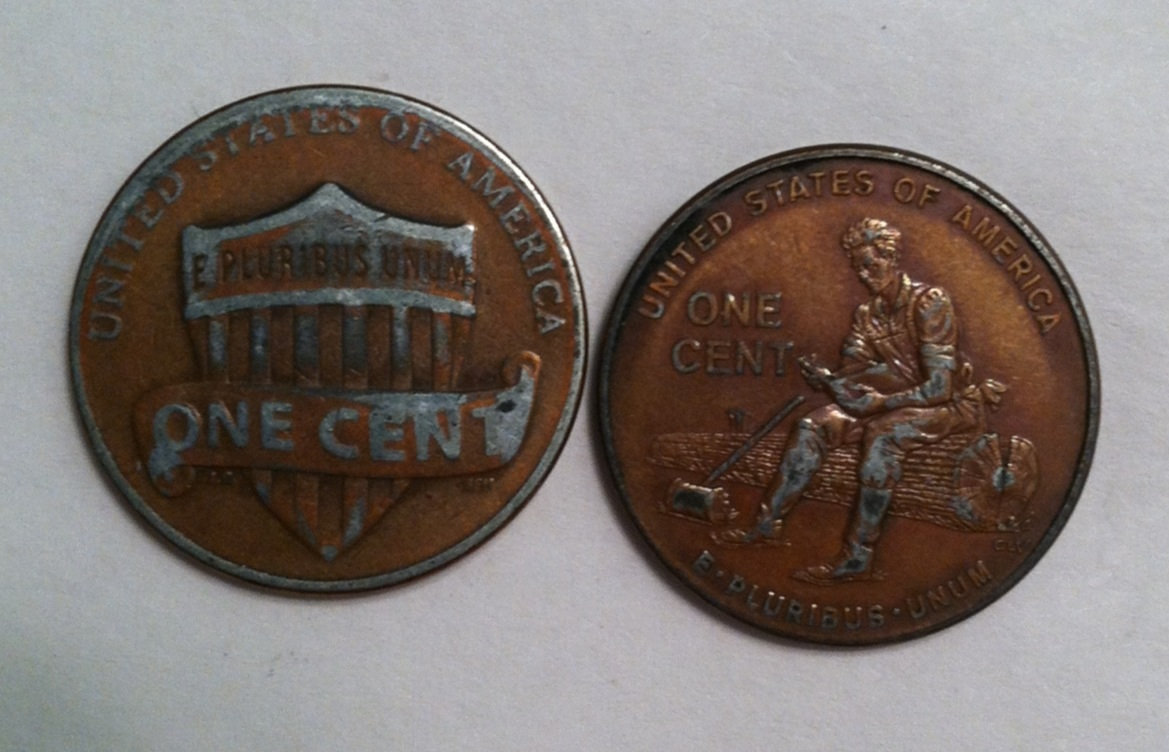 UNITED STATES OF AMERICA
E PLURIBUS UNUM
ONE CENT
UNITED STATES OF AMERICA
ONE
CENT
E · PLURIBUS · UNUM